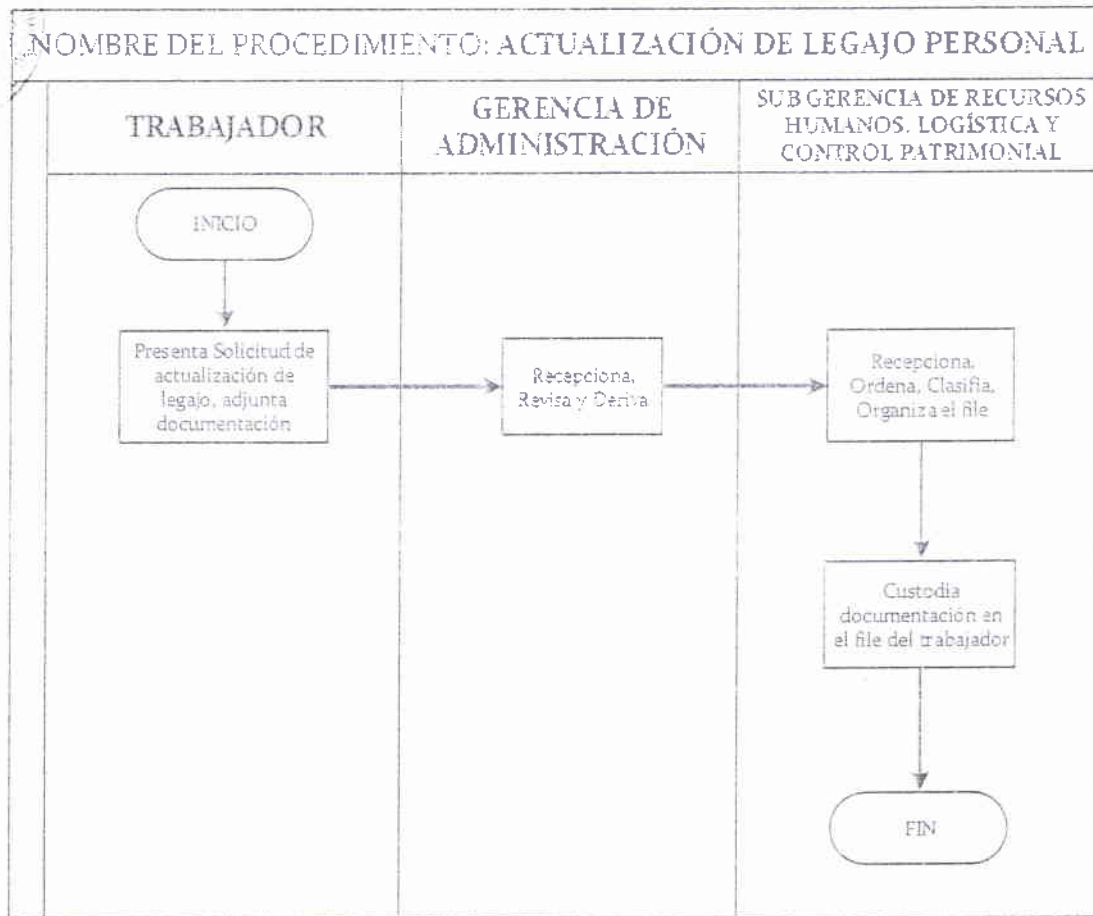 NOMBRE DEL PROCEDIMIENTO: ACTUALIZACIÓN DE LEGAJO PERSONAL
TRABAJADOR
GERENCIA DE
ADMINISTRACIÓN
SUB GERENCIA DE RECURSOS
HUMANOS, LOGÍSTICA Y
CONTROL PATRIMONIAL
INICIO
Presenta Solicitud de
actualización de
legajo, adjunta
documentación
Recepciona,
Revisa y Deriva
Recepciona,
Ordena, Clasifia,
Organiza el file
Custodia
documentación en
el file del trabajador
FIN